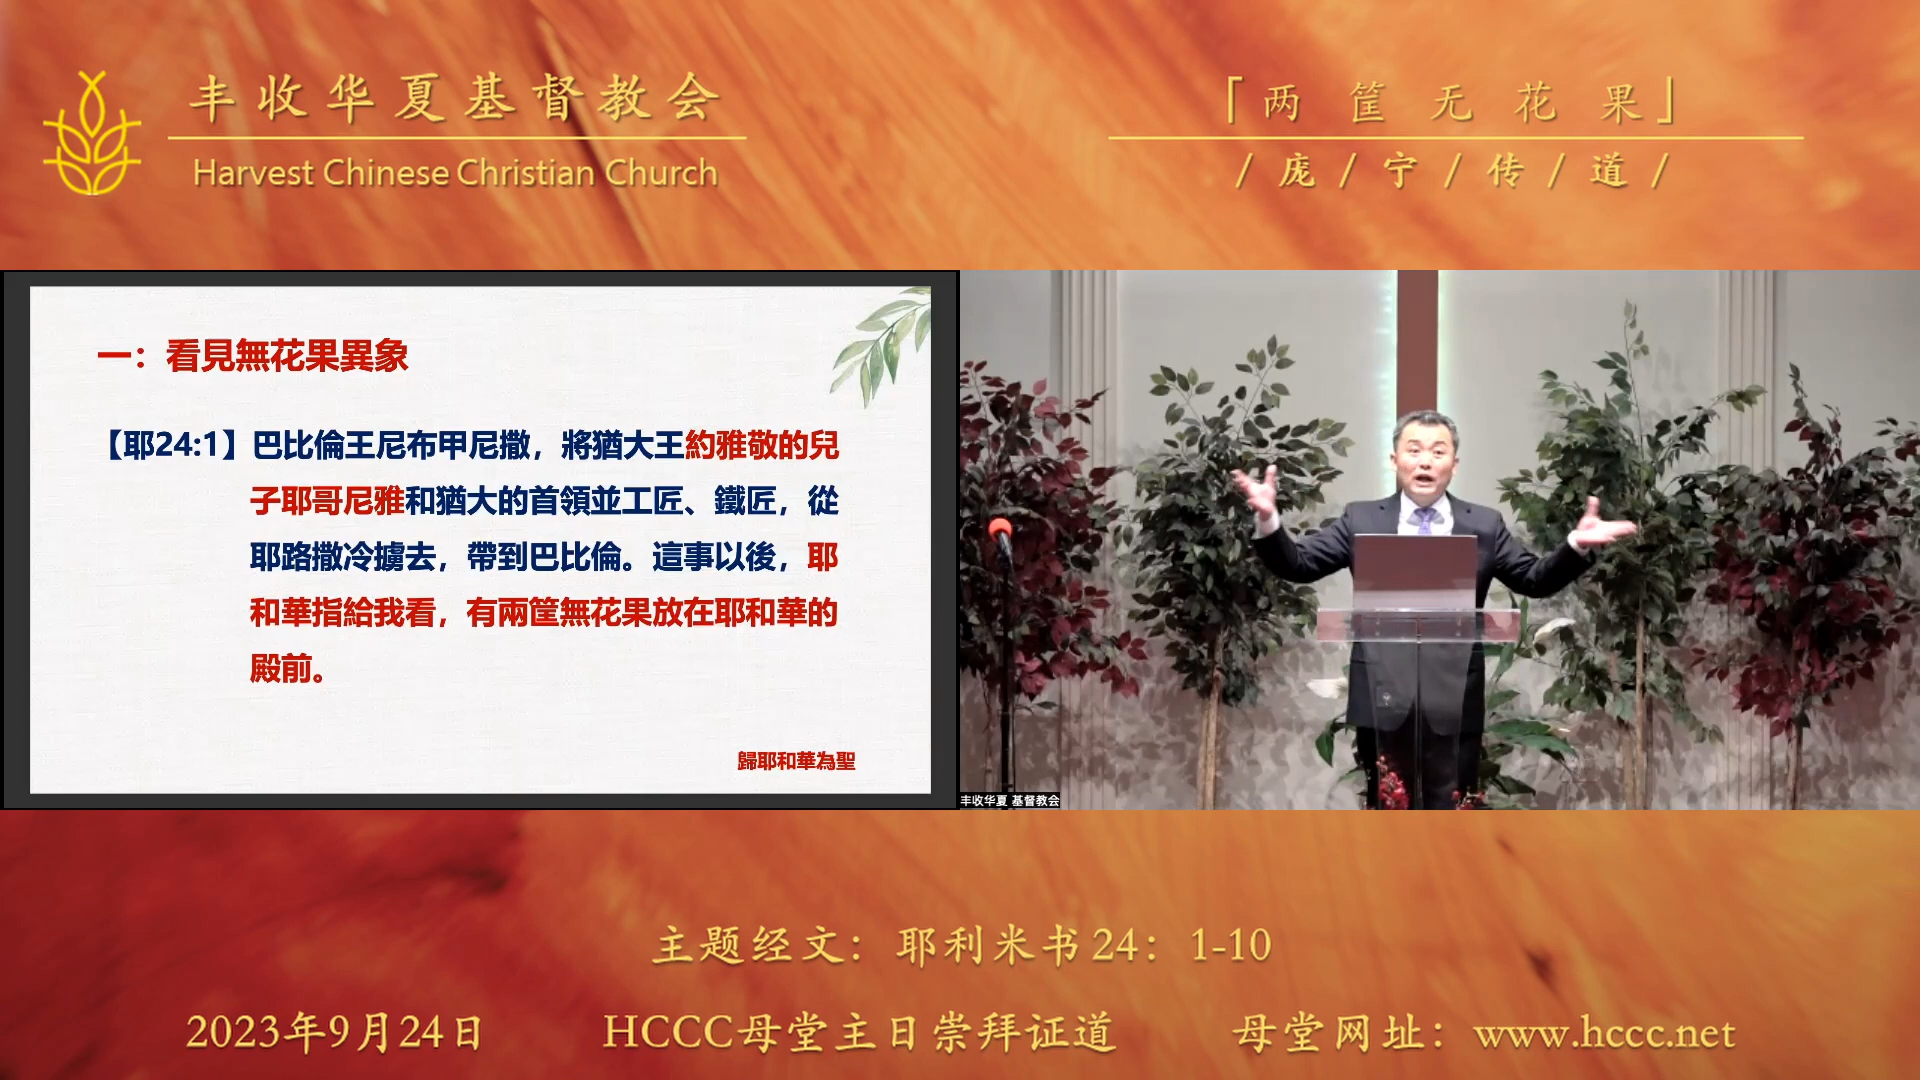 丰收华夏基督教会
Harvest Chinese Christian Church
「两筐无花果」
/ 庞 / 宁 / 传 / 道 /
一：看見無花果異象
【耶24:1】巴比倫王尼布甲尼撒，將猶大王約雅敬的兒
子耶哥尼雅和猶大的首領並工匠、鐵匠，從
耶路撒冷擄去，帶到巴比倫。這事以後，耶
和華指給我看，有兩筐無花果放在耶和華的
殿前。
歸耶和華為聖
丰收华夏 基督教会
主题经文：耶利米书 24：1-10
2023年9月24日
HCCC母堂主日崇拜证道
母堂网址：www.hccc.net